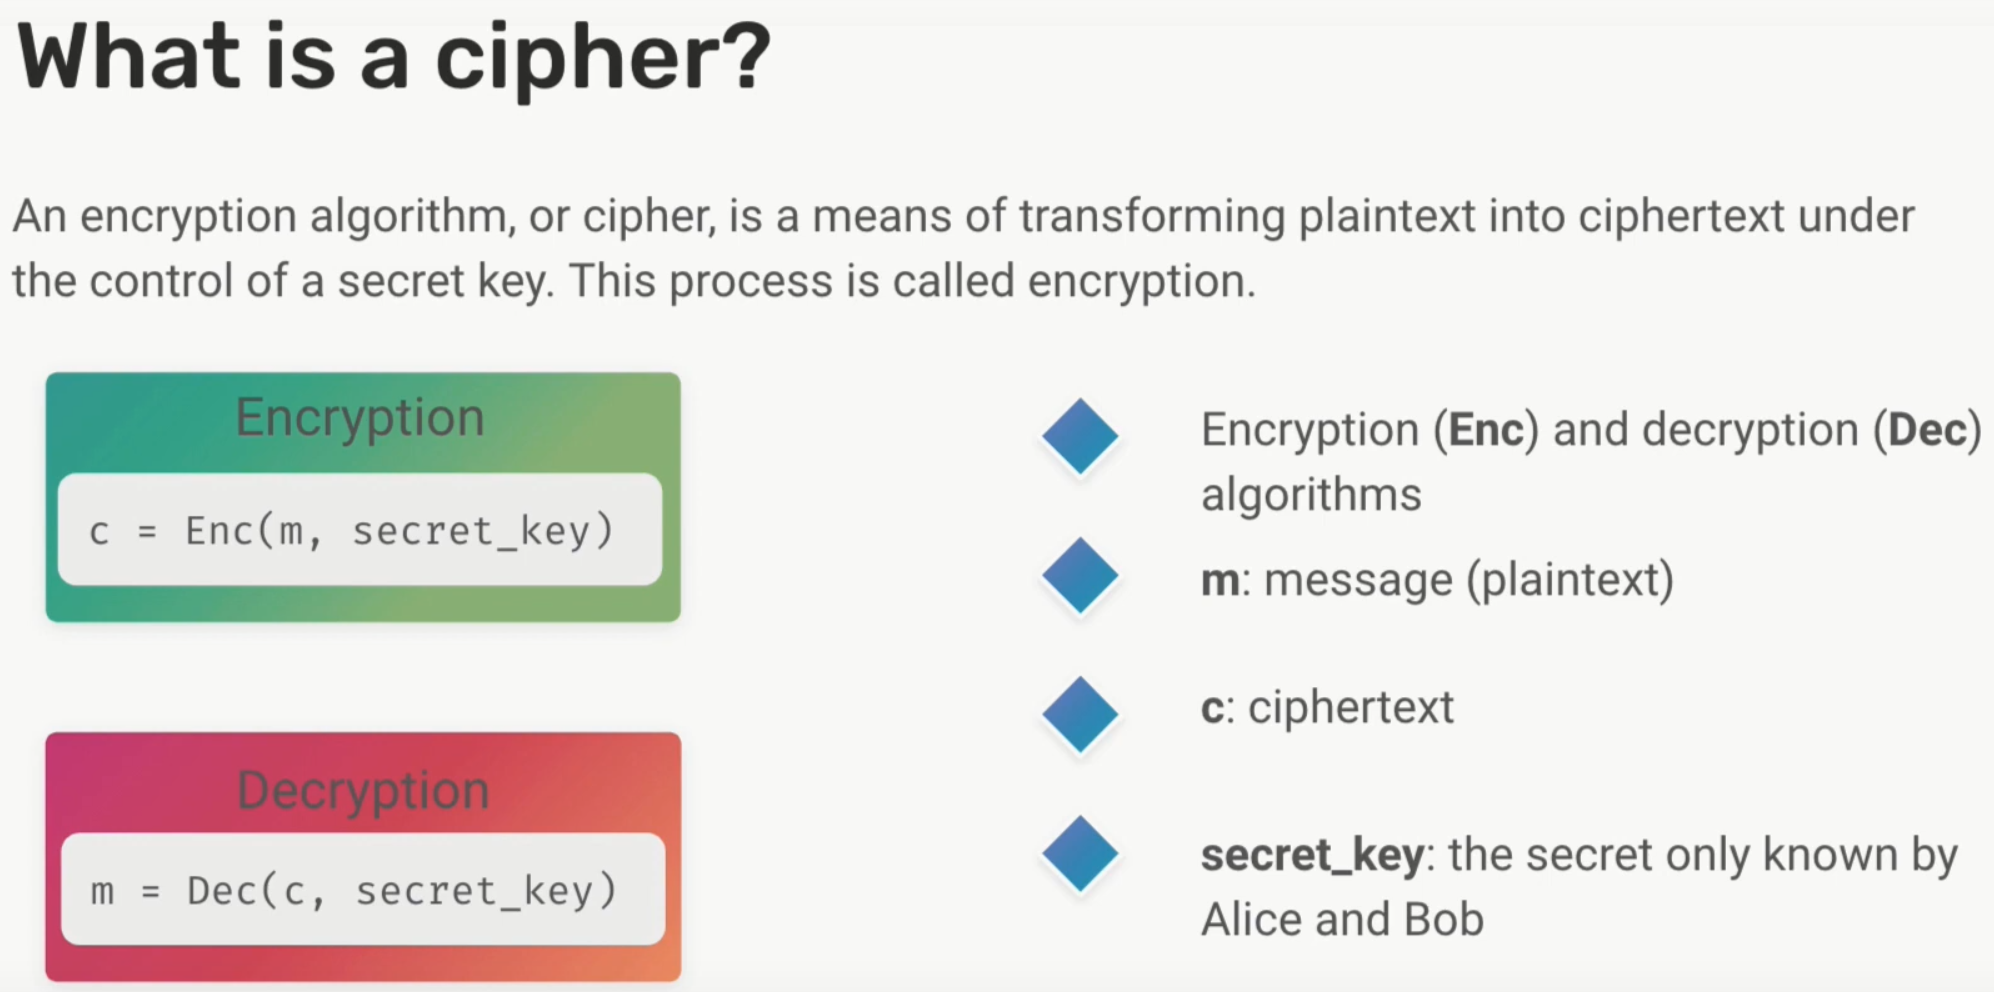 What is a cipher?
An encryption algorithm, or cipher, is a means of transforming plaintext into ciphertext under
the control of a secret key. This process is called encryption.
Encryption
c = Enc(m, secret_key)
Decryption
m = Dec(c, secret_key)
Encryption (Enc) and decryption (Dec)
algorithms
m: message (plaintext)
c: ciphertext
secret_key: the secret only known by
Alice and Bob